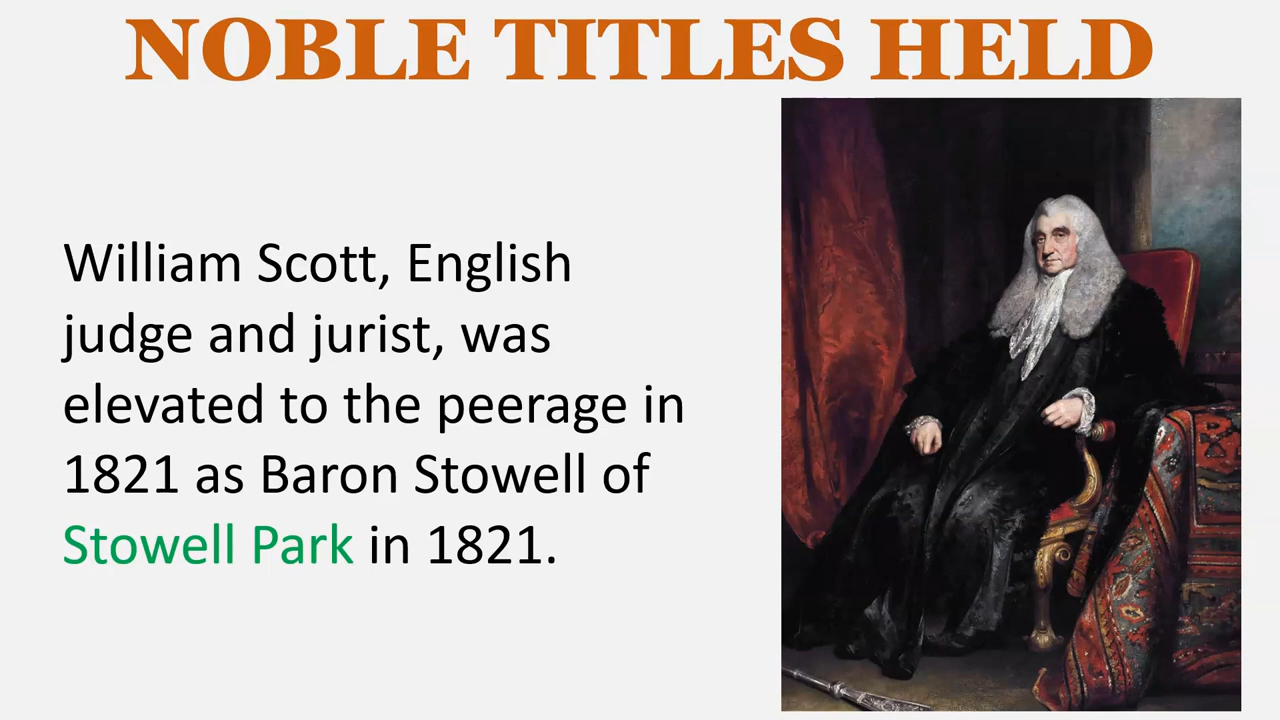 NOBLE TITLES HELD
William Scott, English
judge and jurist, was
elevated to the peerage in
1821 as Baron Stowell of
Stowell Park in 1821.